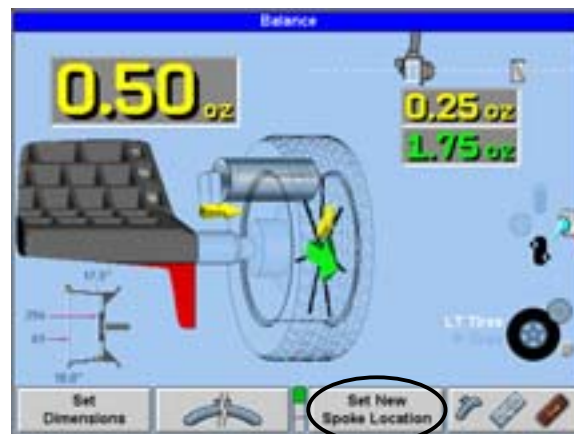 Balance
0.50 oz
0.25 oz
1.75 oz
LT Tires
Set
Dimensions
Set New
Spoke Location